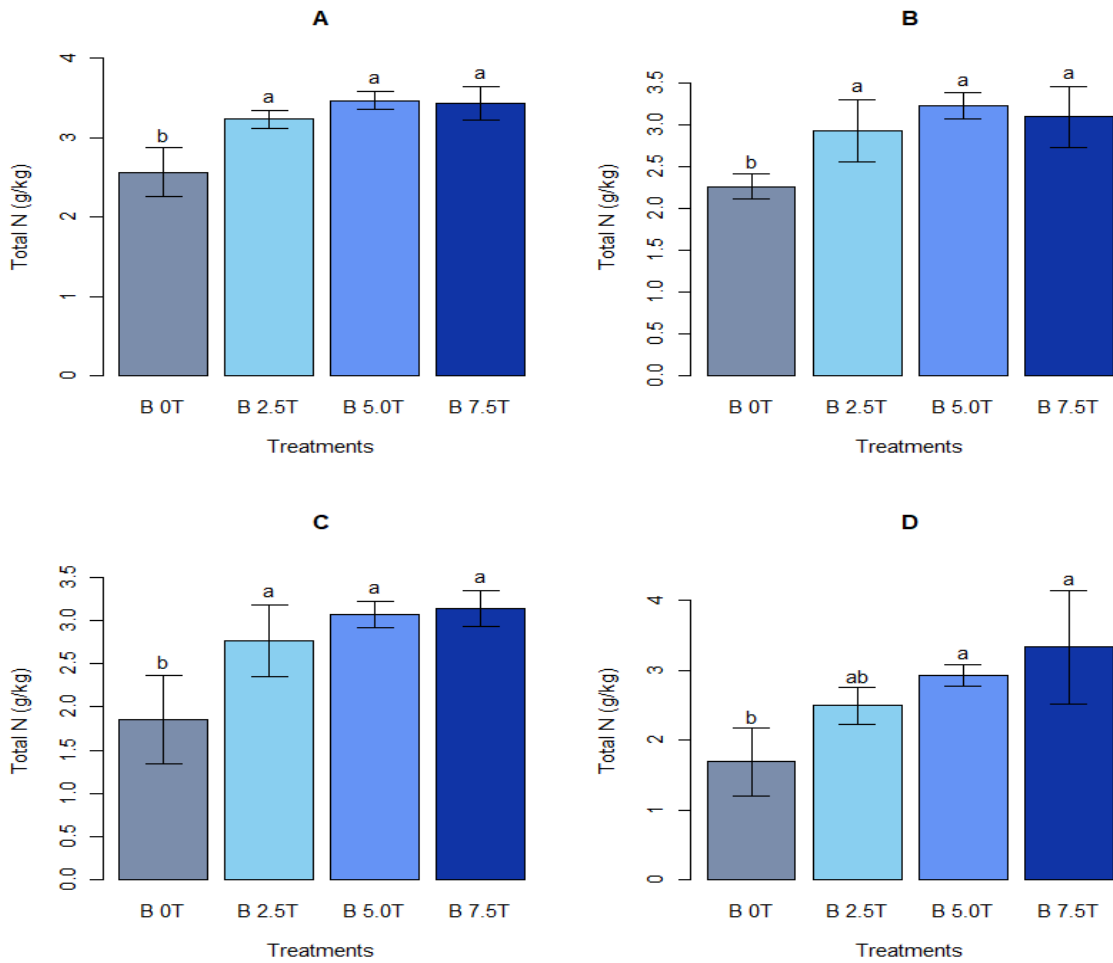 A
Total N (g/kg)
4
3
2
1
0
b
a
a
a
B 0T B 2.5T B 5.0T B 7.5T
Treatments
B
Total N (g/kg)
3.5
3.0
2.5
2.0
1.5
1.0
0.5
0.0
b
a
a
a
B 0T B 2.5T B 5.0T B 7.5T
Treatments
C
Total N (g/kg)
3.5
3.0
2.5
2.0
1.5
1.0
0.5
0.0
b
a
a
a
B 0T B 2.5T B 5.0T B 7.5T
Treatments
D
Total N (g/kg)
4
3
2
1
0
b
ab
a
a
B 0T B 2.5T B 5.0T B 7.5T
Treatments